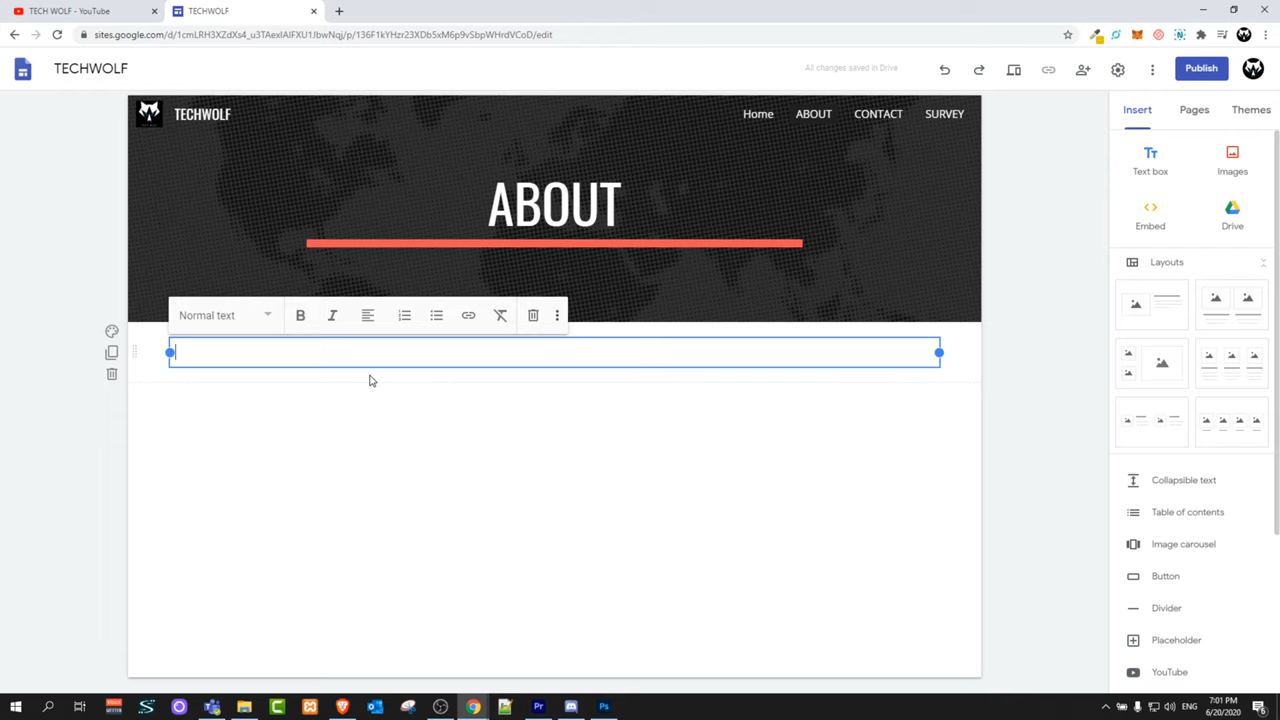 TECH WOLF - YouTube
TECHWOLF
sites.google.com/d/1cmLRH3XZdXs4_u3TAexIAIFXU1JbwNqj/p/136F1kYHzr23XDb5xM6p9vSbpWHrdVCoD/edit
TECHWOLF
All changes saved in Drive
Publish
TECHWOLF
Home
ABOUT
CONTACT
SURVEY
Insert
Pages
Themes
Text box
Images
ABOUT
Embed
Drive
Layouts
Normal text
Collapsible text
Table of contents
Image carousel
Button
Divider
Placeholder
YouTube
7:01 PM
6/20/2020